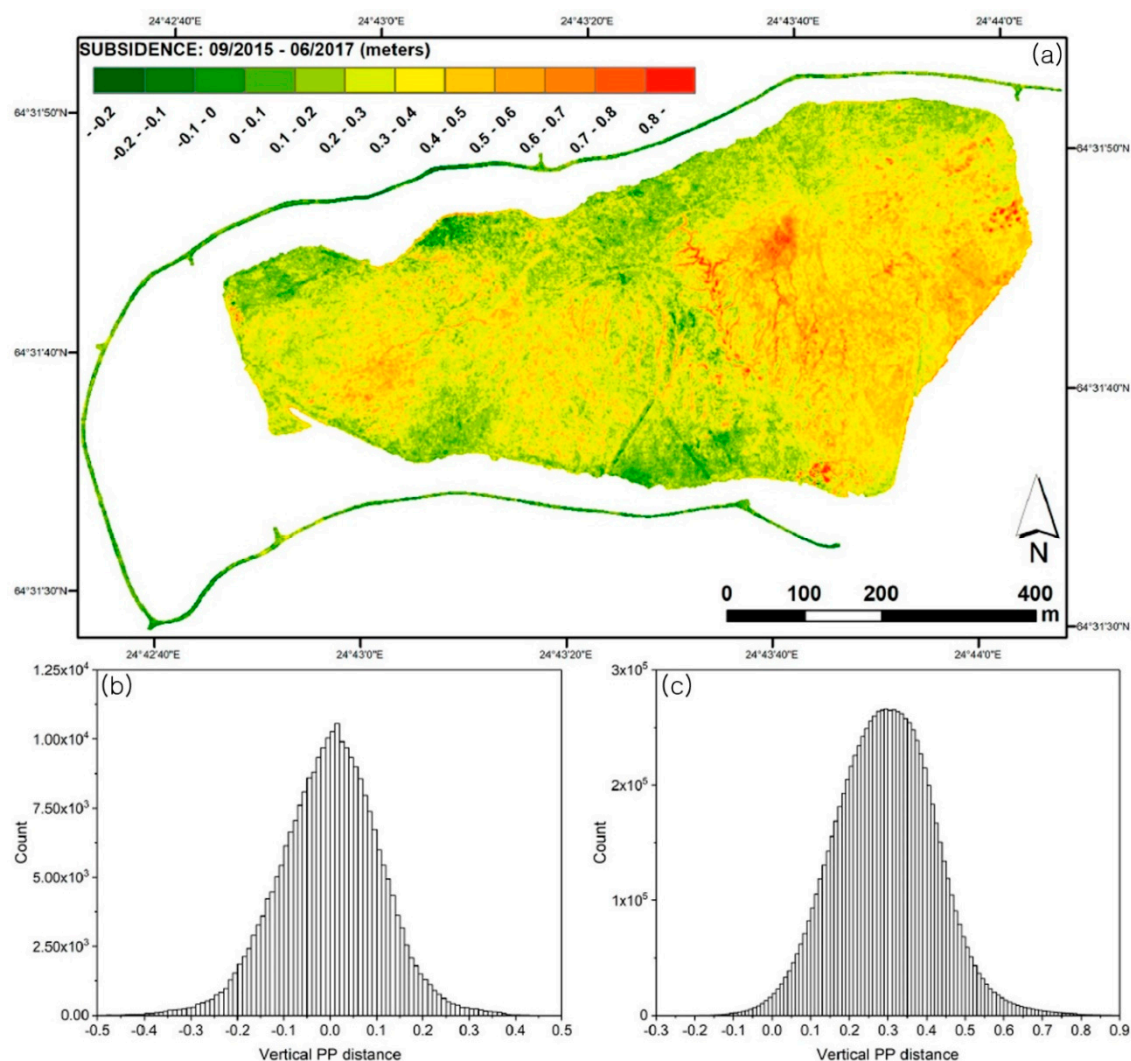 24°42'40"E 24°43'0"E 24°43'20"E 24°43'40"E 24°44'0"E
SUBSIDENCE: 09/2015 - 06/2017 (meters) (a)
- -0.2 -0.2 - -0.1 -0.1 - 0 0 - 0.1 0.1 - 0.2 0.2 - 0.3 0.3 - 0.4 0.4 - 0.5 0.5 - 0.6 0.6 - 0.7 0.7 - 0.8 0.8 -
64°31'50"N 64°31'50"N
64°31'40"N 64°31'40"N
N
64°31'30"N 64°31'30"N
0 100 200 400
m
24°42'40"E 24°43'0"E 24°43'20"E 24°43'40"E 24°44'0"E
(b)
1.25x10⁴
1.00x10⁴
7.50x10³
5.00x10³
2.50x10³
0.00
Count
-0.5 -0.4 -0.3 -0.2 -0.1 0.0 0.1 0.2 0.3 0.4 0.5
Vertical PP distance
(c)
3x10⁵
2x10⁵
1x10⁵
0
Count
-0.3 -0.2 -0.1 0.0 0.1 0.2 0.3 0.4 0.5 0.6 0.7 0.8 0.9
Vertical PP distance